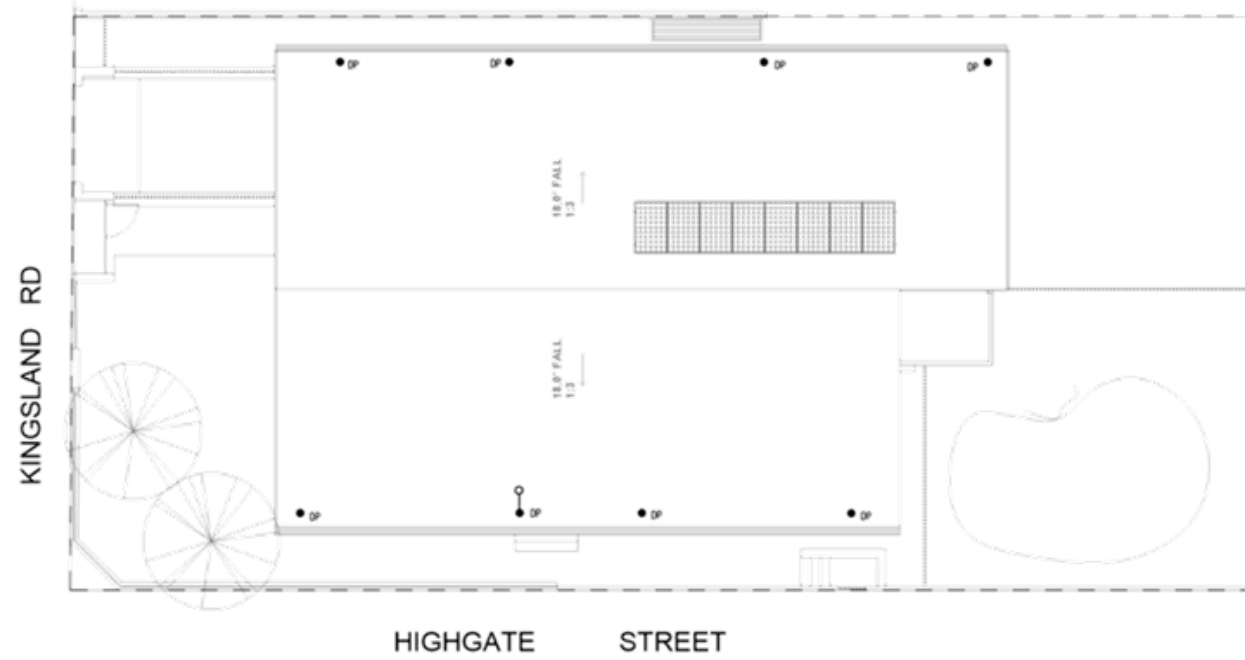 DP
DP
DP
DP
18.0° FALL
1:3
KINGSLAND RD
18.0° FALL
1:3
DP
DP
DP
DP
HIGHGATE STREET